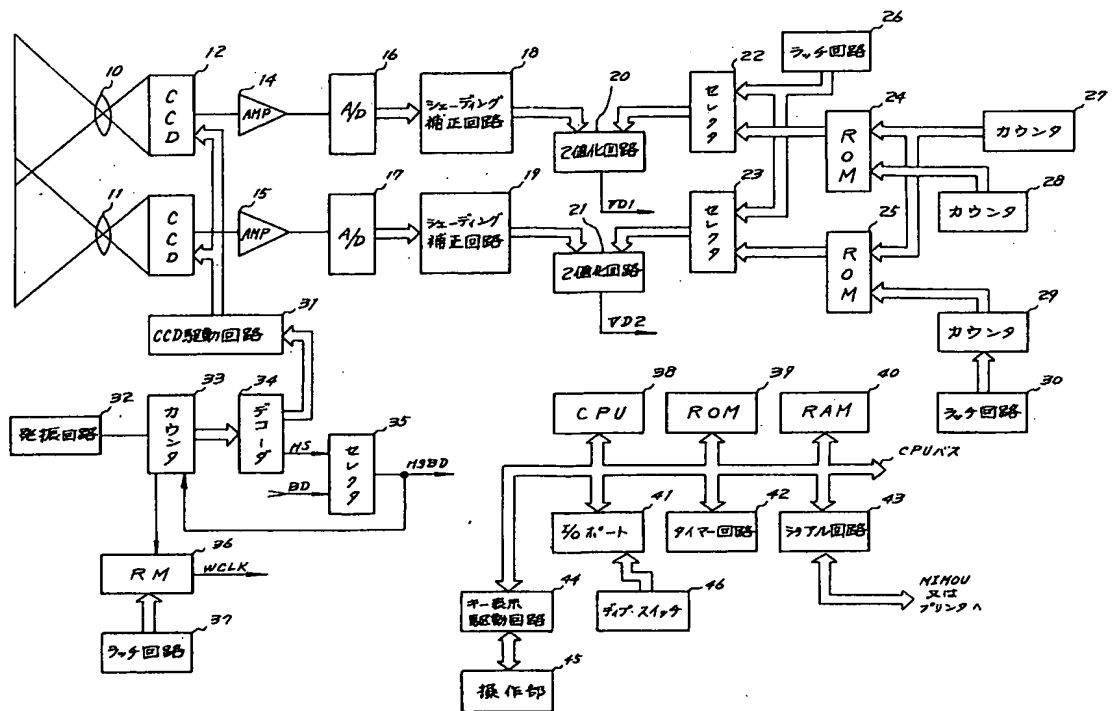 10
CCD
12
AMP
14
A/D
16
シェーディング
補正回路
18
2値化回路
20
VD1
セレクタ
22
ラッチ回路
26
ROM
24
カウンタ
27
カウンタ
28
11
CCD
AMP
15
A/D
17
シェーディング
補正回路
19
2値化回路
21
VD2
セレクタ
23
ROM
25
カウンタ
29
ラッチ回路
30
CCD駆動回路
31
発振回路
32
カウンタ
33
デコーダ
34
HS
BD
セレクタ
35
HSBD
RM
36
WCLK
ラッチ回路
37
CPU
38
ROM
39
RAM
40
CPUバス
I/Oポート
41
タイマー回路
42
シリアル回路
43
キー表示
駆動回路
44
ディプ・スイッチ
46
MIMOU
又は
プリンタへ
操作部
45